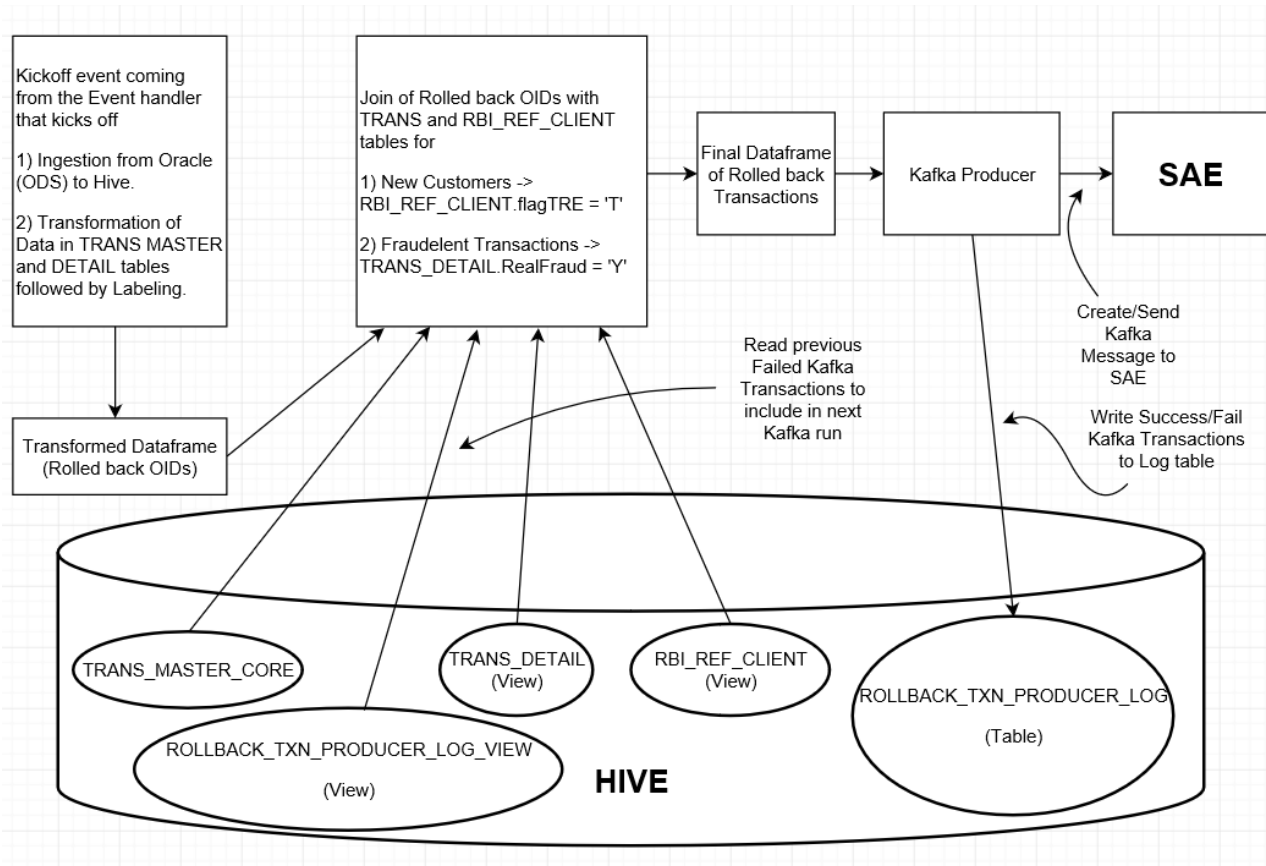 Kickoff event coming
from the Event handler
that kicks off
1) Ingestion from Oracle
(ODS) to Hive.
2) Transformation of
Data in TRANS MASTER
and DETAIL tables
followed by Labeling.
Join of Rolled back OIDs with
TRANS and RBI_REF_CLIENT
tables for
1) New Customers ->
RBI_REF_CLIENT.flagTRE = 'T'
2) Fraudelent Transactions ->
TRANS_DETAIL.RealFraud = 'Y'
Final Dataframe
of Rolled back
Transactions
Kafka Producer
SAE
Create/Send
Kafka
Message to
SAE
Read previous
Failed Kafka
Transactions to
include in next
Kafka run
Write Success/Fail
Kafka Transactions
to Log table
Transformed Dataframe
(Rolled back OIDs)
TRANS_MASTER_CORE
TRANS_DETAIL
(View)
RBI_REF_CLIENT
(View)
ROLLBACK_TXN_PRODUCER_LOG
(Table)
ROLLBACK_TXN_PRODUCER_LOG_VIEW
(View)
HIVE